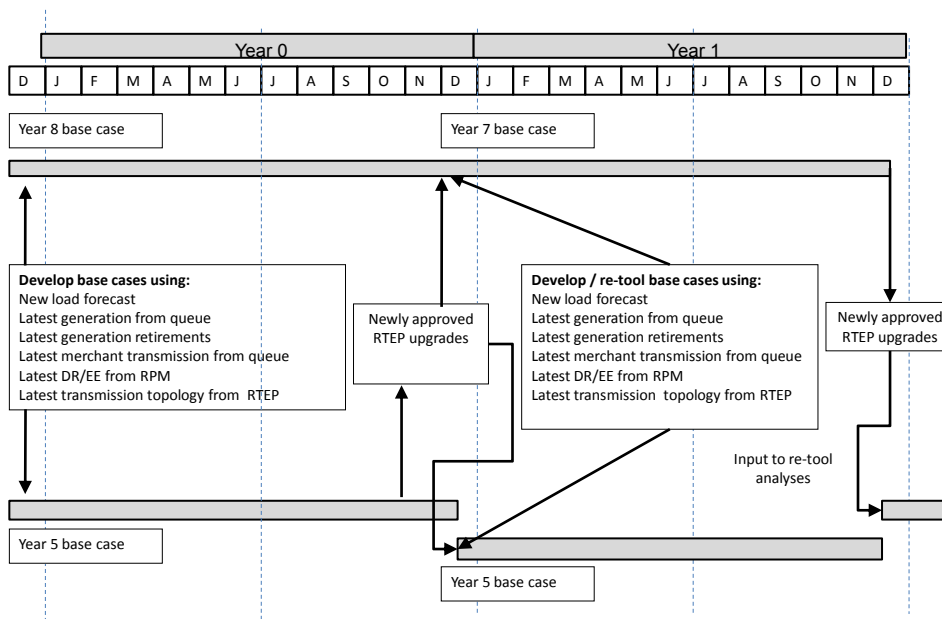 Year 0
Year 1
D J F M A M J J A S O N D J F M A M J J A S O N D
Year 8 base case
Year 7 base case
Develop base cases using:
New load forecast
Latest generation from queue
Latest generation retirements
Latest merchant transmission from queue
Latest DR/EE from RPM
Latest transmission topology from RTEP
Newly approved
RTEP upgrades
Develop / re-tool base cases using:
New load forecast
Latest generation from queue
Latest generation retirements
Latest merchant transmission from queue
Latest DR/EE from RPM
Latest transmission topology from RTEP
Newly approved
RTEP upgrades
Input to re-tool
analyses
Year 5 base case
Year 5 base case